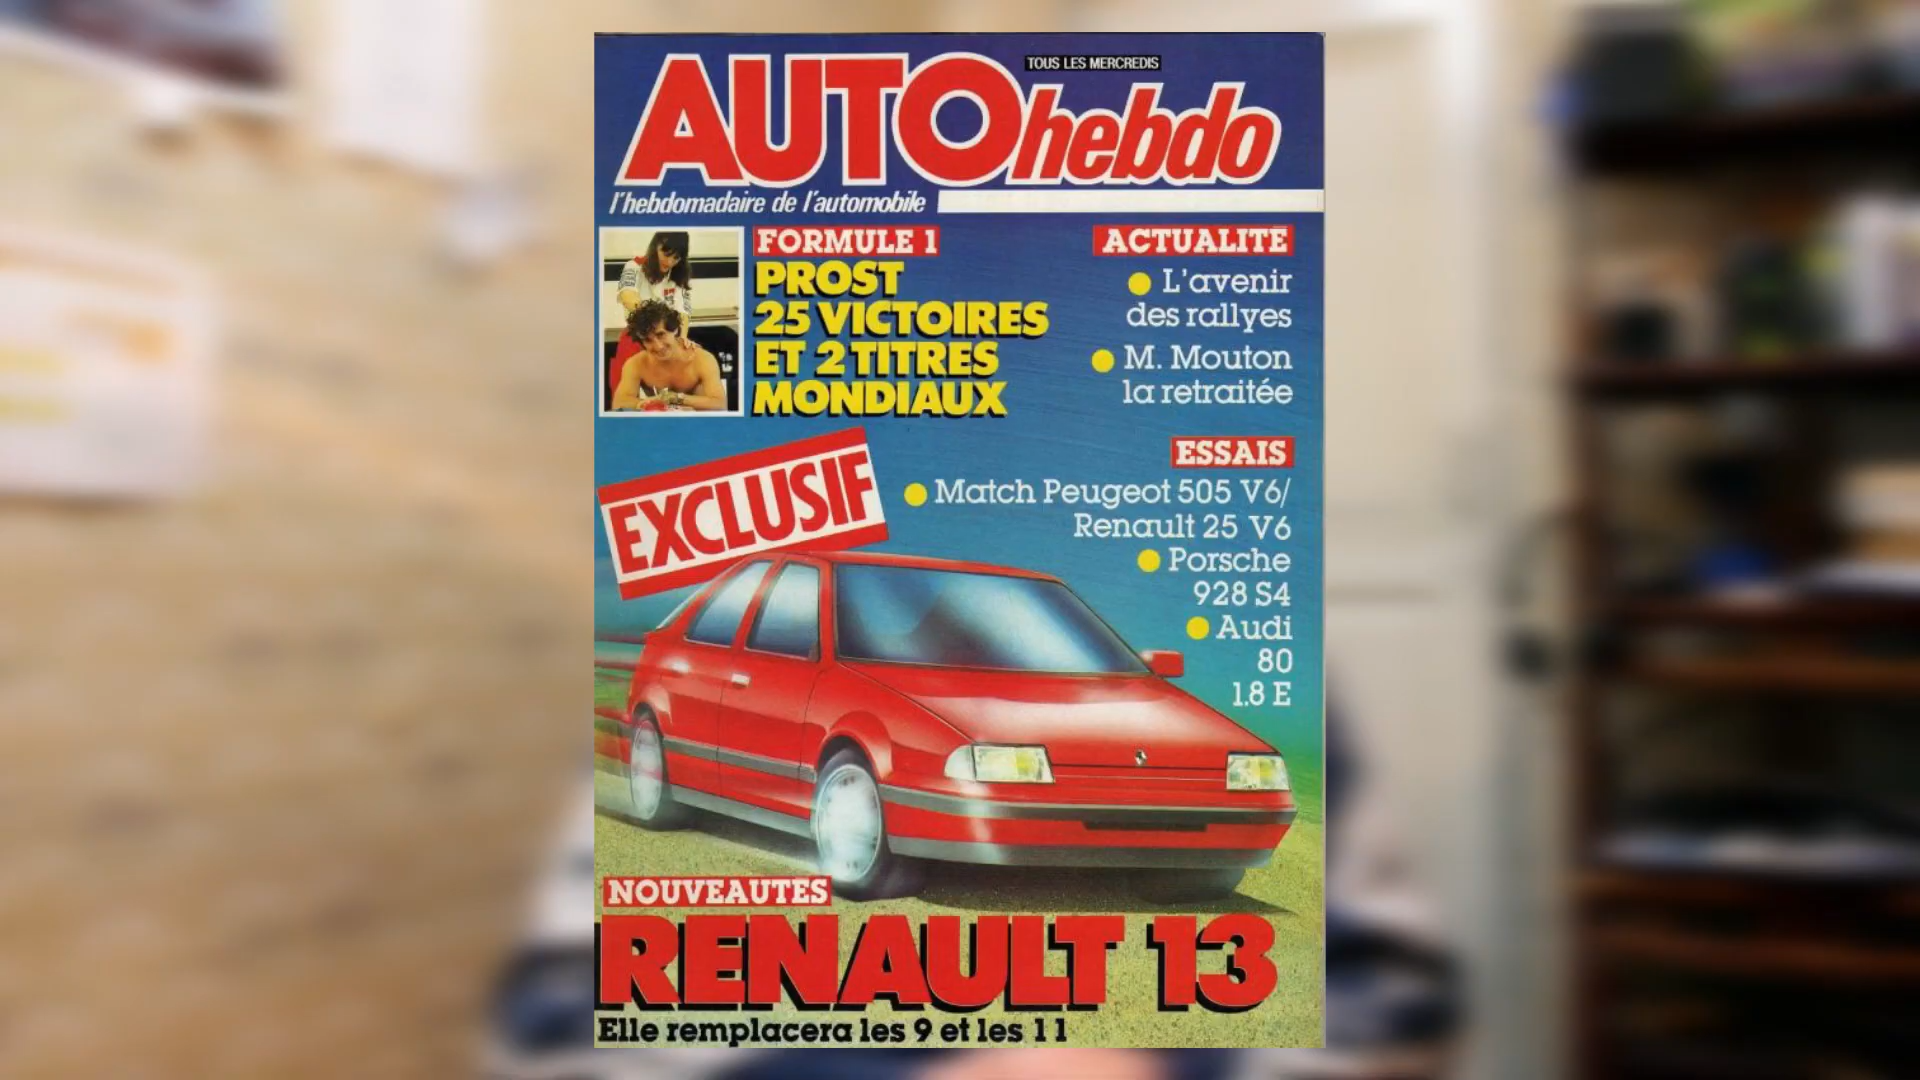 TOUS LES MERCREDIS
AUTOhebdo
l'hebdomadaire de l'automobile
FORMULE 1
PROST
25 VICTOIRES
ET 2 TITRES
MONDIAUX
ACTUALITÉ
L'avenir
des rallyes
M. Mouton
la retraitée
EXCLUSIF
ESSAIS
Match Peugeot 505 V6/
Renault 25 V6
Porsche
928 S4
Audi
80
1.8 E
NOUVEAUTÉS
RENAULT 13
Elle remplacera les 9 et les 11